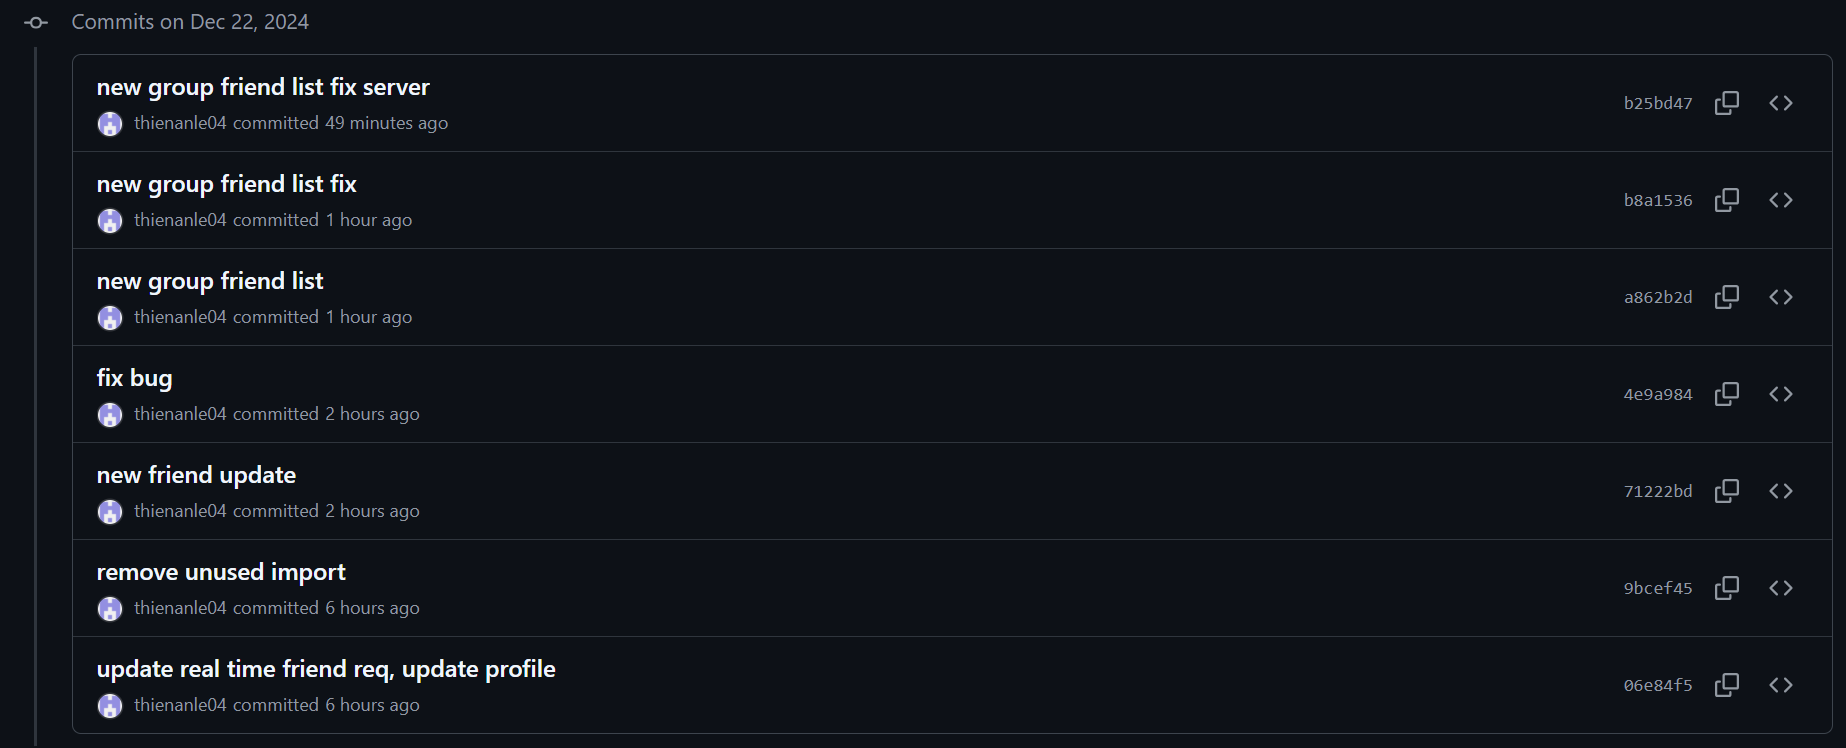 Commits on Dec 22, 2024
new group friend list fix server
thienanle04 committed 49 minutes ago
b25bd47
new group friend list fix
thienanle04 committed 1 hour ago
b8a1536
new group friend list
thienanle04 committed 1 hour ago
a862b2d
fix bug
thienanle04 committed 2 hours ago
4e9a984
new friend update
thienanle04 committed 2 hours ago
71222bd
remove unused import
thienanle04 committed 6 hours ago
9bcef45
update real time friend req, update profile
thienanle04 committed 6 hours ago
06e84f5